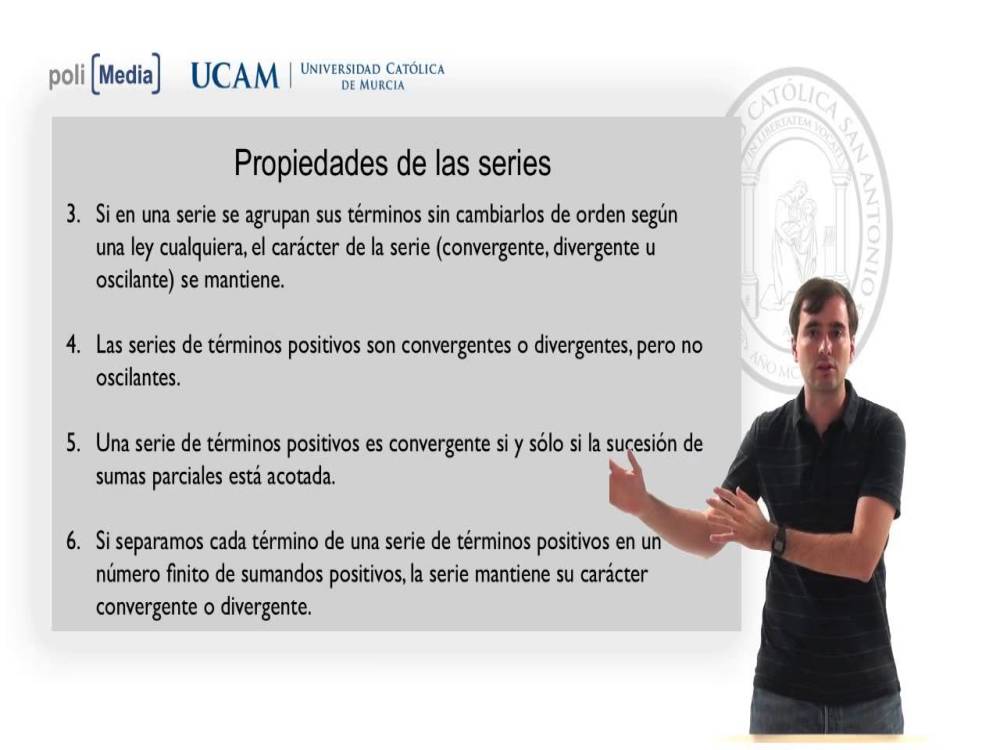 poli [Media]
UCAM | UNIVERSIDAD CATÓLICA
DE MURCIA
Propiedades de las series
3. Si en una serie se agrupan sus términos sin cambiarlos de orden según
una ley cualquiera, el carácter de la serie (convergente, divergente u
oscilante) se mantiene.
4. Las series de términos positivos son convergentes o divergentes, pero no
oscilantes.
5. Una serie de términos positivos es convergente si y sólo si la sucesión de
sumas parciales está acotada.
6. Si separamos cada término de una serie de términos positivos en un
número finito de sumandos positivos, la serie mantiene su carácter
convergente o divergente.
CATÓLICA SAN ANTONIO